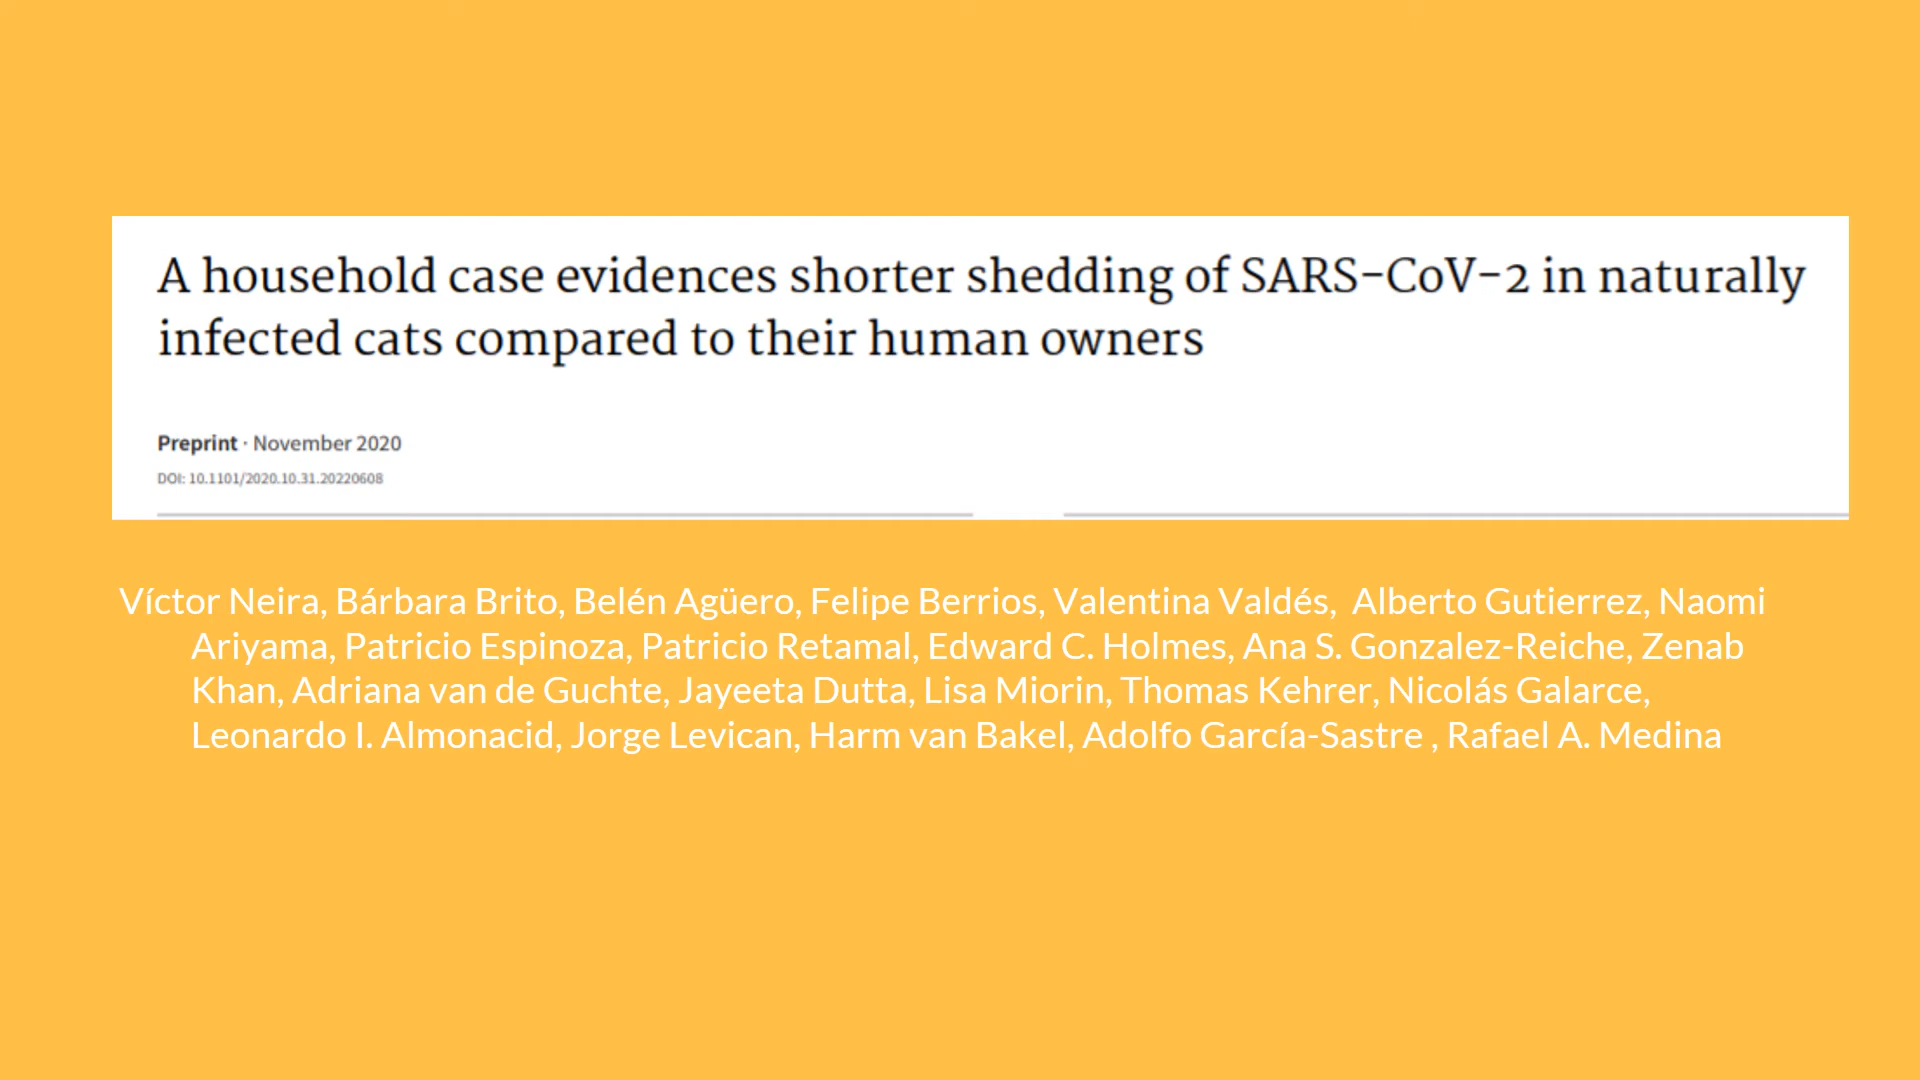 A household case evidences shorter shedding of SARS-CoV-2 in naturally
infected cats compared to their human owners
Preprint · November 2020
DOI: 10.1101/2020.10.31.20220608
Víctor Neira, Bárbara Brito, Belén Agüero, Felipe Berrios, Valentina Valdés,  Alberto Gutierrez, Naomi
Ariyama, Patricio Espinoza, Patricio Retamal, Edward C. Holmes, Ana S. Gonzalez-Reiche, Zenab
Khan, Adriana van de Guchte, Jayeeta Dutta, Lisa Miorin, Thomas Kehrer, Nicolás Galarce,
Leonardo I. Almonacid, Jorge Levican, Harm van Bakel, Adolfo García-Sastre , Rafael A. Medina